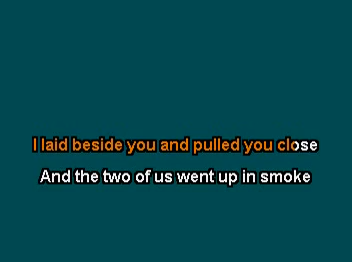 I laid beside you and pulled you close
And the two of us went up in smoke